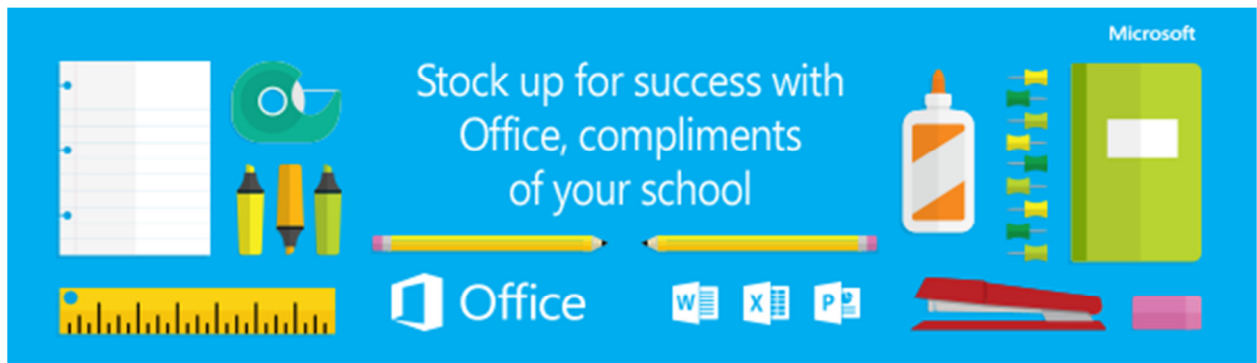 Microsoft
Stock up for success with
Office, compliments
of your school
Office
W X P